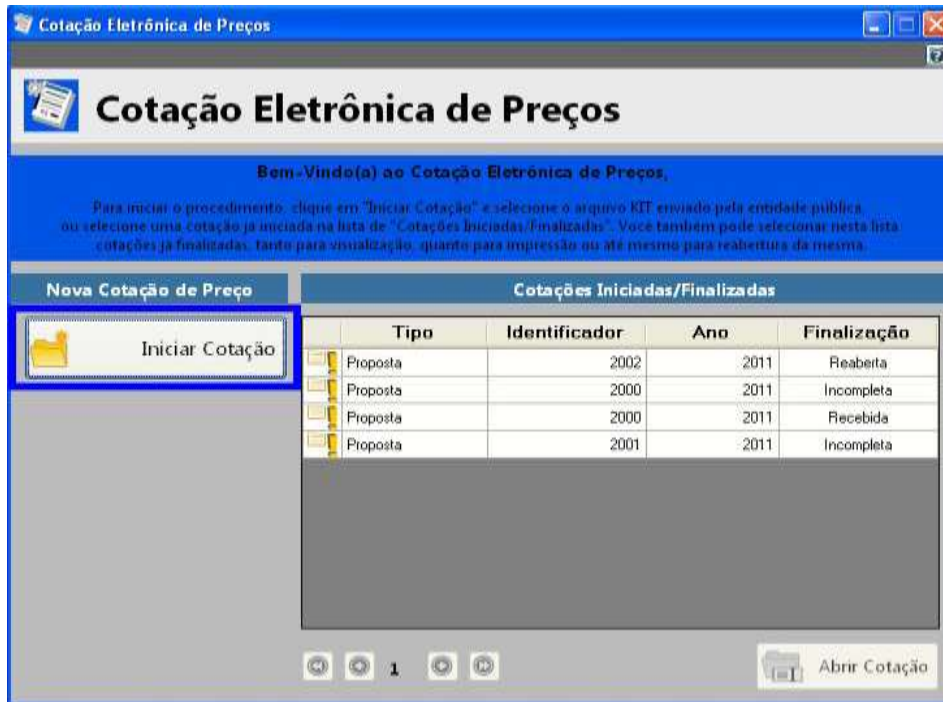 Cotação Eletrônica de Preços
Cotação Eletrônica de Preços
Bem-Vindo(a) ao Cotação Eletrônica de Preços,
Para iniciar o procedimento, clique em "Iniciar Cotação" e selecione o arquivo KIT enviado pela entidade pública,
ou selecione uma cotação já iniciada na lista de "Cotações Iniciadas/Finalizadas". Você também pode selecionar nesta lista
cotações já finalizadas, tanto para visualização, quanto para impressão ou até mesmo para reabertura da mesma.
Nova Cotação de Preço
Cotações Iniciadas/Finalizadas
Iniciar Cotação
Tipo Identificador Ano Finalização
Proposta 2002 2011 Reaberta
Proposta 2000 2011 Incompleta
Proposta 2000 2011 Recebida
Proposta 2001 2011 Incompleta
1
Abrir Cotação